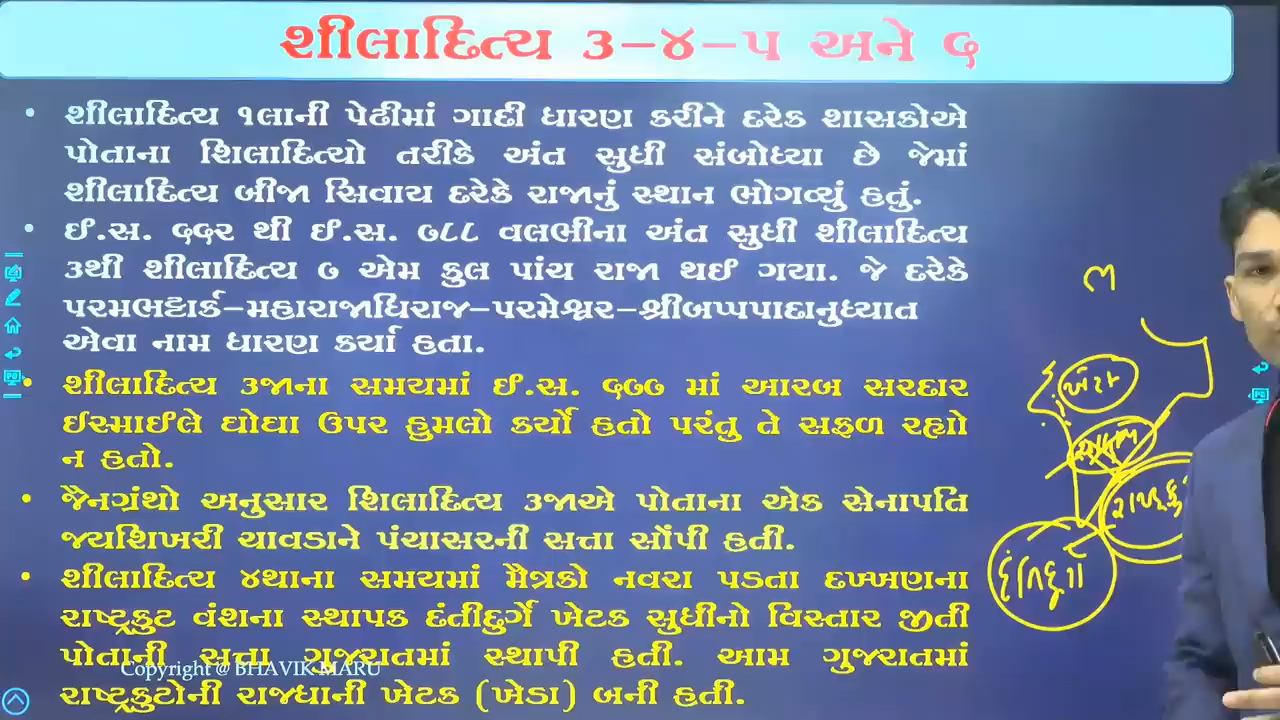 શીલાદિત્ય ૩-૪-૫ અને ૬
• શીલાદિત્ય ૧લાની પેઢીમાં ગાદી ધારણ કરીને દરેક શાસકોએ
પોતાના શિલાદિત્યો તરીકે અંત સુધી સંબોધ્યા છે જેમાં
શીલાદિત્ય બીજા સિવાય દરેકે રાજાનું સ્થાન ભોગવ્યું હતું.
• ઈ.સ. ૬૬૨ થી ઈ.સ. ૭૮૮ વલભીના અંત સુધી શીલાદિત્ય
૩થી શીલાદિત્ય ૭ એમ કુલ પાંચ રાજા થઈ ગયા. જે દરેકે
પરમભટ્ટાર્ક-મહારાજાધિરાજ-પરમેશ્વર-શ્રીબપ્પપાદાનુધ્યાત
એવા નામ ધારણ કર્યા હતા.
• શીલાદિત્ય ૩જાના સમયમાં ઈ.સ. ૬૭૭ માં આરબ સરદાર
ઈસ્માઈલે ઘોઘા ઉપર હુમલો કર્યો હતો પરંતુ તે સફળ રહ્યો
ન હતો.
• જૈનગ્રંથો અનુસાર શિલાદિત્ય ૩જાએ પોતાના એક સેનાપતિ
જ્યશિખરી ચાવડાને પંચાસરની સત્તા સોંપી હતી.
• શીલાદિત્ય ૪થાના સમયમાં મૈત્રકો નવરા પડતા દખ્ખણના
રાષ્ટ્રકુટ વંશના સ્થાપક દંતીદુર્ગે ખેટક સુધીનો વિસ્તાર જીતી
પોતાની સત્તા ગુજરાતમાં સ્થાપી હતી. આમ ગુજરાતમાં
રાષ્ટ્રકુટોની રાજધાની ખેટક (ખેડા) બની હતી.
Copyright @ BHAVIK MARU
દંતિદુર્ગ